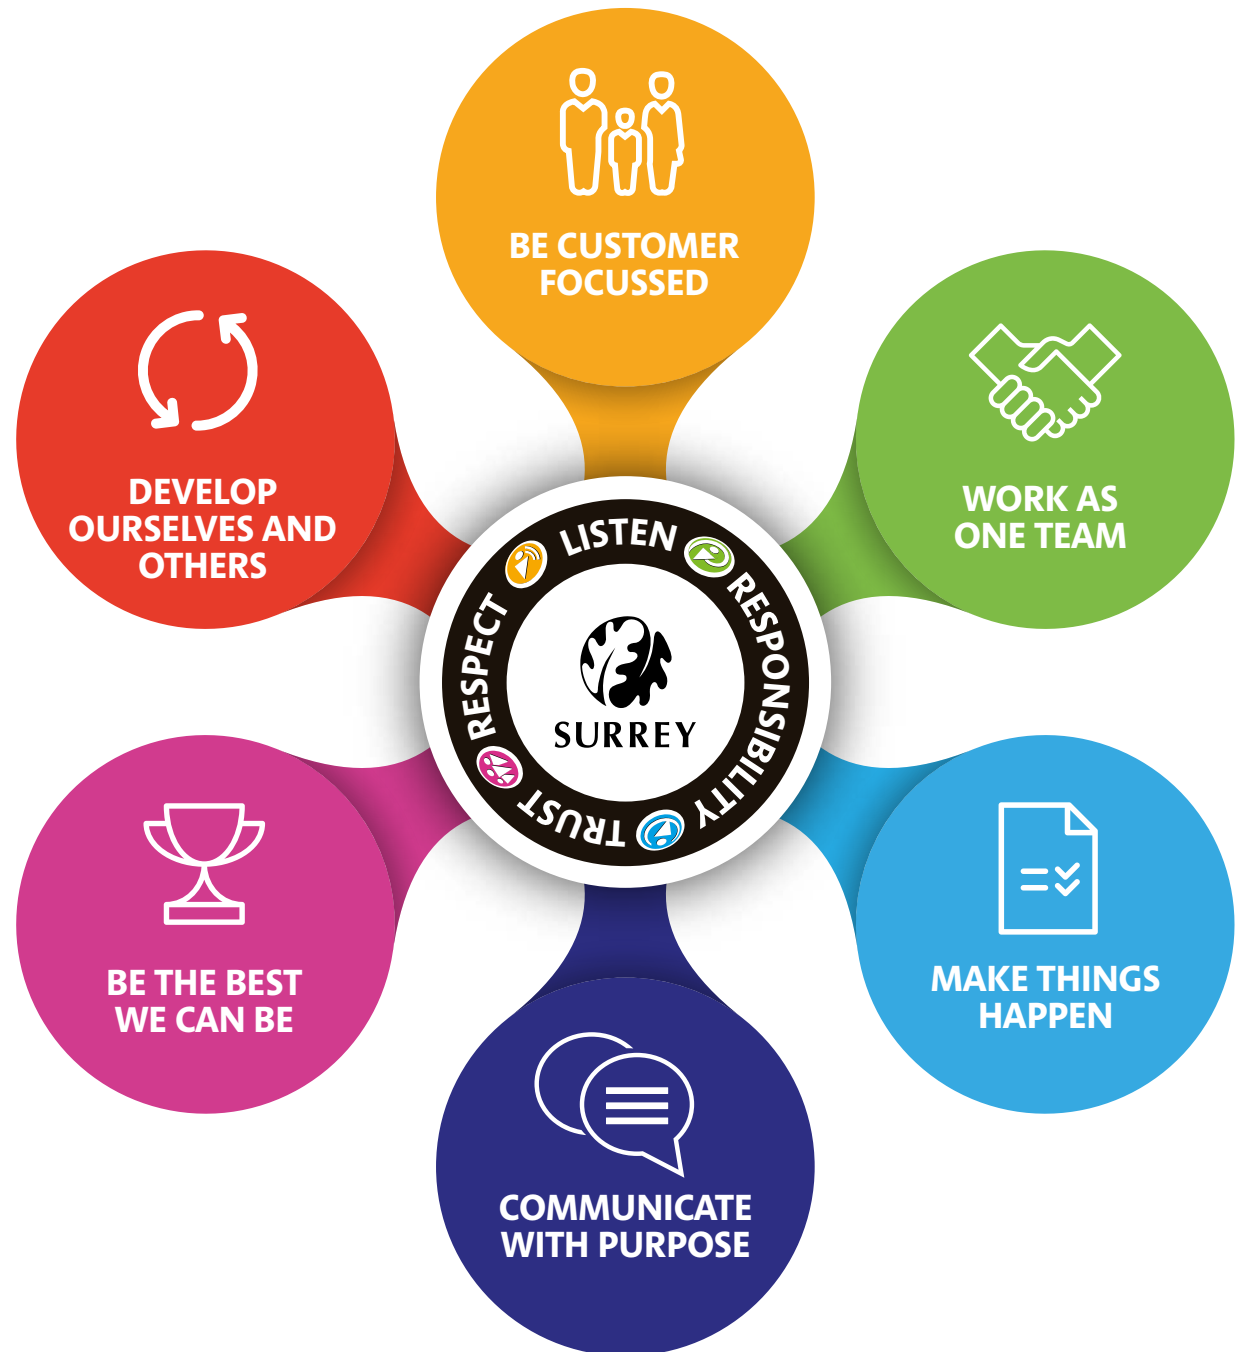 BE CUSTOMER
FOCUSSED
WORK AS
ONE TEAM
MAKE THINGS
HAPPEN
COMMUNICATE
WITH PURPOSE
BE THE BEST
WE CAN BE
DEVELOP
OURSELVES AND
OTHERS
LISTEN
RESPONSIBILITY
TRUST
RESPECT
SURREY